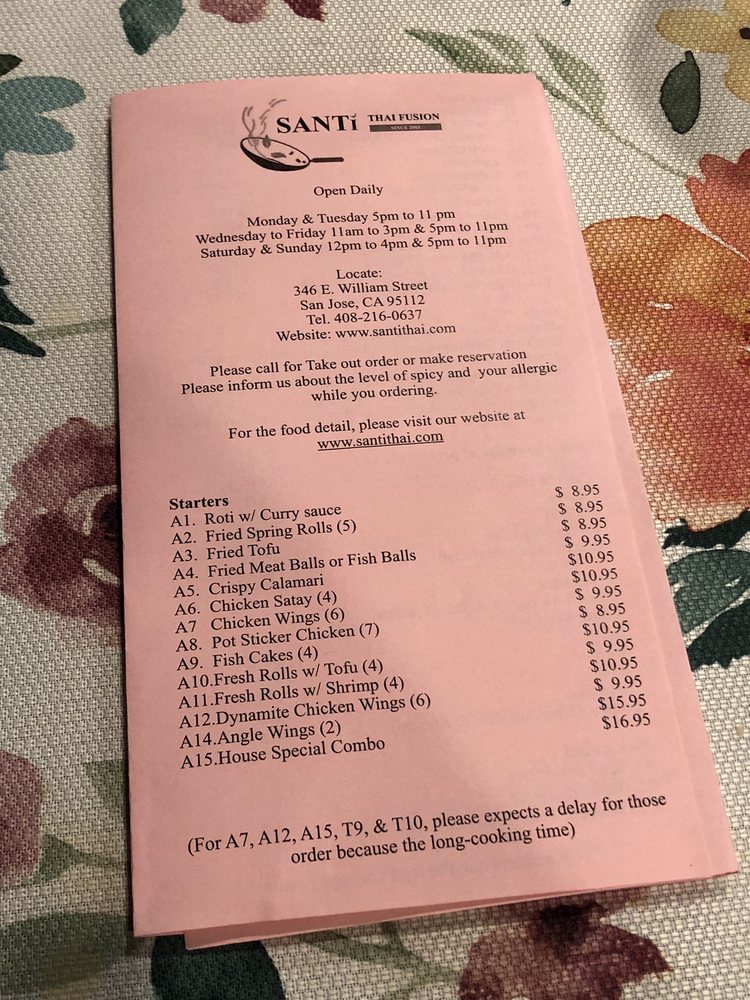 SANTi THAI FUSION
SINCE 2005
Open Daily
Monday & Tuesday 5pm to 11 pm
Wednesday to Friday 11am to 3pm & 5pm to 11pm
Saturday & Sunday 12pm to 4pm & 5pm to 11pm
Locate:
346 E. William Street
San Jose, CA 95112
Tel. 408-216-0637
Website: www.santithai.com
Please call for Take out order or make reservation
Please inform us about the level of spicy and your allergic
while you ordering.
For the food detail, please visit our website at
www.santithai.com
Starters
A1. Roti w/ Curry sauce $ 8.95
A2. Fried Spring Rolls (5) $ 8.95
A3. Fried Tofu $ 8.95
A4. Fried Meat Balls or Fish Balls $ 9.95
A5. Crispy Calamari $10.95
A6. Chicken Satay (4) $10.95
A7 Chicken Wings (6) $ 9.95
A8. Pot Sticker Chicken (7) $ 8.95
A9. Fish Cakes (4) $10.95
A10.Fresh Rolls w/ Tofu (4) $ 9.95
A11.Fresh Rolls w/ Shrimp (4) $10.95
A12.Dynamite Chicken Wings (6) $ 9.95
A14.Angle Wings (2) $15.95
A15.House Special Combo $16.95
(For A7, A12, A15, T9, & T10, please expects a delay for those
order because the long-cooking time)